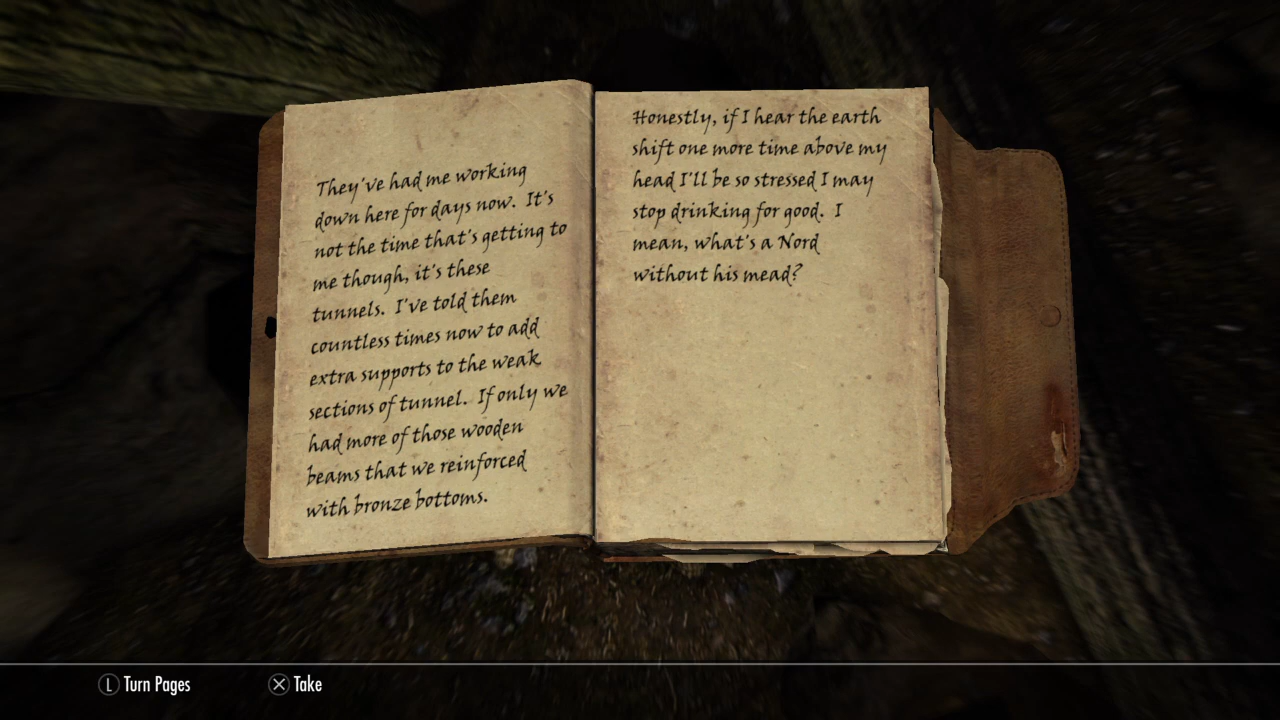 They've had me working
down here for days now. It's
not the time that's getting to
me though, it's these
tunnels. I've told them
countless times now to add
extra supports to the weak
sections of tunnel. If only we
had more of those wooden
beams that we reinforced
with bronze bottoms.
Honestly, if I hear the earth
shift one more time above my
head I'll be so stressed I may
stop drinking for good. I
mean, what's a Nord
without his mead?
L Turn Pages
X Take